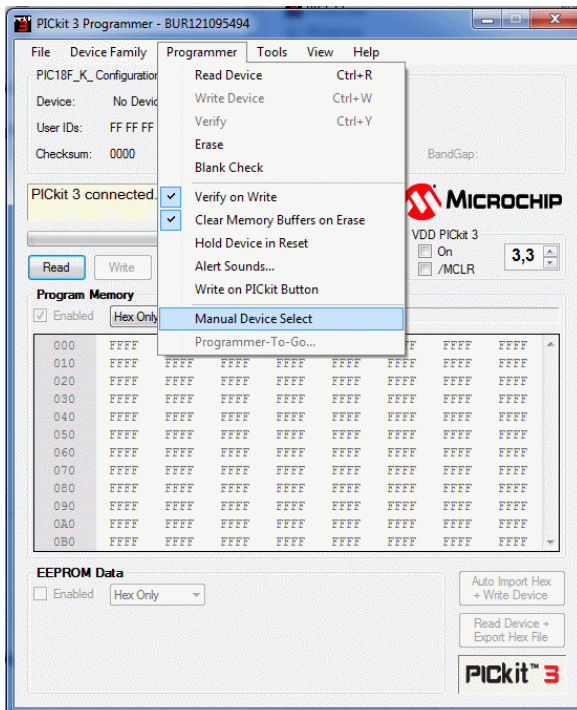 PICkit 3 Programmer - BUR121095494
File Device Family Programmer Tools View Help
PIC18F_K_ Configuration
Device: No Devic
User IDs: FF FF FF
Checksum: 0000
BandGap:
Read Device Ctrl+R
Write Device Ctrl+W
Verify Ctrl+Y
Erase
Blank Check
Verify on Write
Clear Memory Buffers on Erase
Hold Device in Reset
Alert Sounds...
Write on PICkit Button
Manual Device Select
Programmer-To-Go...
PICkit 3 connected.
MICROCHIP
VDD PICkit 3
On
/MCLR
3,3
Read Write
Program Memory
Enabled Hex Only
000 FFFF FFFF FFFF FFFF FFFF FFFF FFFF FFFF
010 FFFF FFFF FFFF FFFF FFFF FFFF FFFF FFFF
020 FFFF FFFF FFFF FFFF FFFF FFFF FFFF FFFF
030 FFFF FFFF FFFF FFFF FFFF FFFF FFFF FFFF
040 FFFF FFFF FFFF FFFF FFFF FFFF FFFF FFFF
050 FFFF FFFF FFFF FFFF FFFF FFFF FFFF FFFF
060 FFFF FFFF FFFF FFFF FFFF FFFF FFFF FFFF
070 FFFF FFFF FFFF FFFF FFFF FFFF FFFF FFFF
080 FFFF FFFF FFFF FFFF FFFF FFFF FFFF FFFF
090 FFFF FFFF FFFF FFFF FFFF FFFF FFFF FFFF
0A0 FFFF FFFF FFFF FFFF FFFF FFFF FFFF FFFF
0B0 FFFF FFFF FFFF FFFF FFFF FFFF FFFF FFFF
EEPROM Data
Enabled Hex Only
Auto Import Hex
+ Write Device
Read Device +
Export Hex File
PICkit™ 3